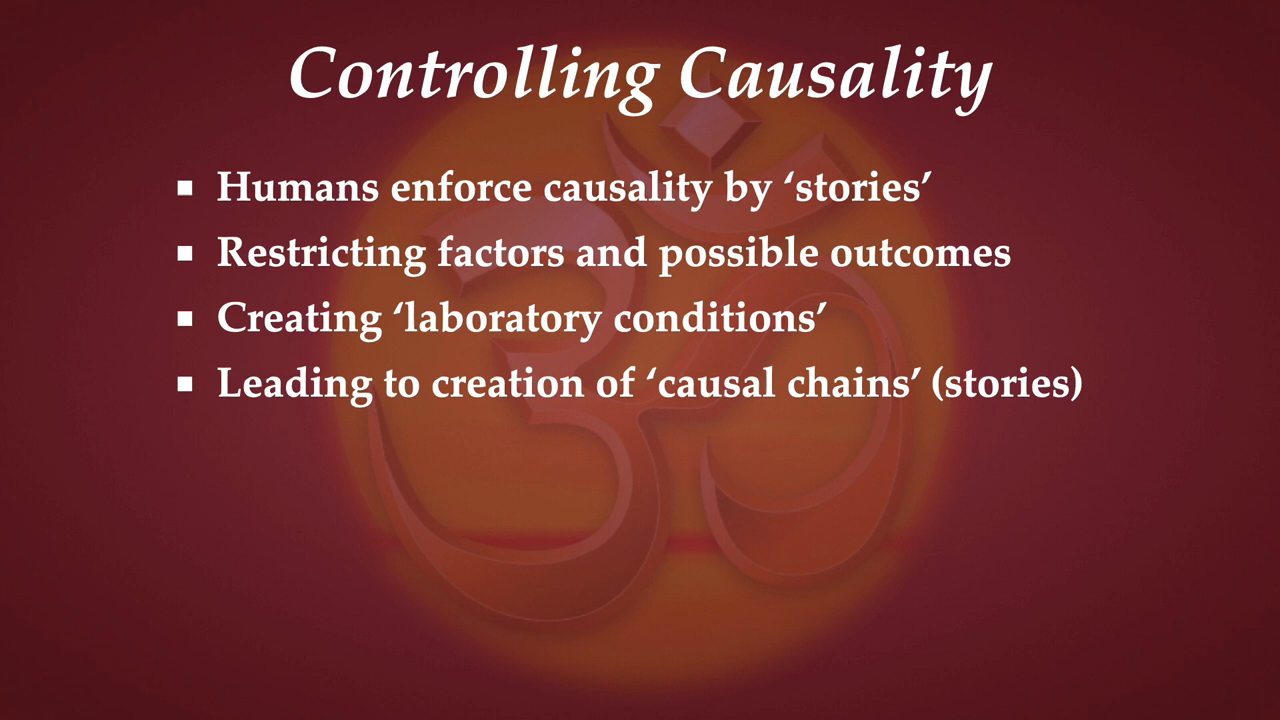 Controlling Causality
▪ Humans enforce causality by ‘stories’
▪ Restricting factors and possible outcomes
▪ Creating ‘laboratory conditions’
▪ Leading to creation of ‘causal chains’ (stories)
ॐ